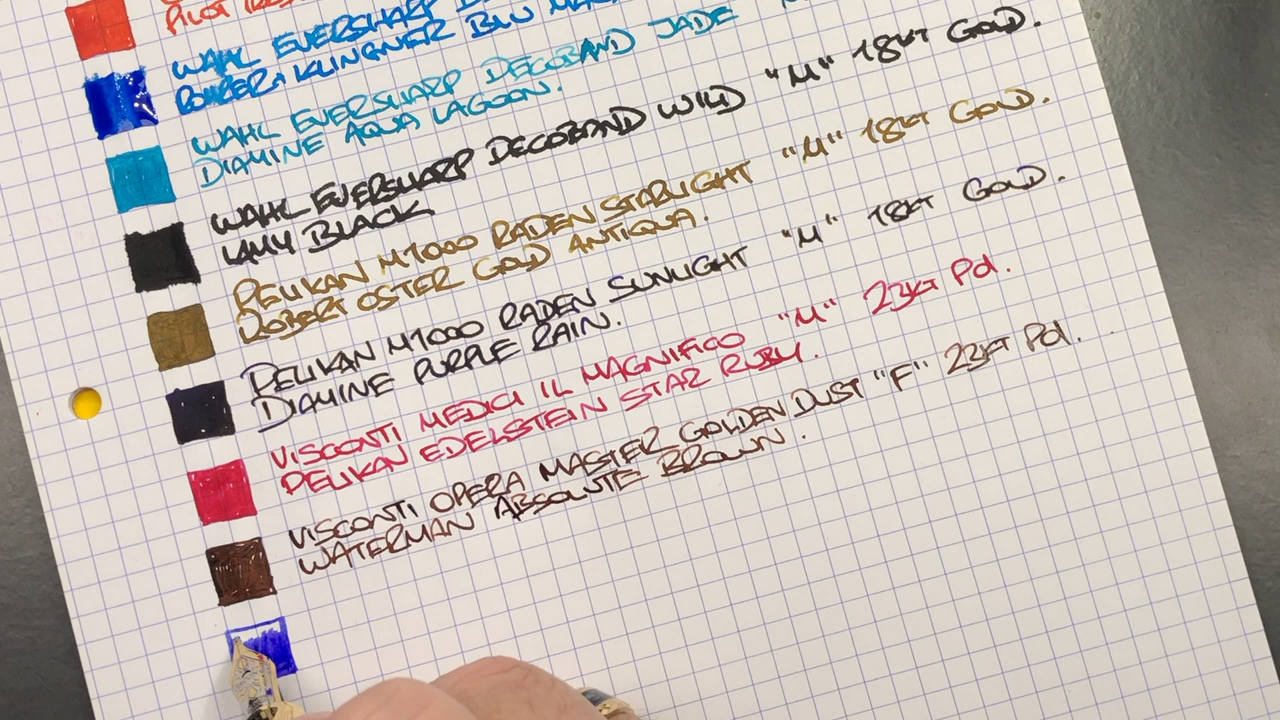 PILOT
WAHL EVERSHARP
ROHRER + KLINGNER BLU
WAHL EVERSHARP DECOBAND JADE
DIAMINE AQUA LAGOON.
WAHL EVERSHARP DECOBAND WILD "M" 18KT GOLD.
LAMY BLACK
PELIKAN M1000 RADEN STARLIGHT "M" 18KT GOLD.
ROBERT OSTER GOLD ANTIQUA.
PELIKAN M1000 RADEN SUNLIGHT "M" 18KT GOLD.
DIAMINE PURPLE RAIN.
VISCONTI MEDICI IL MAGNIFICO "M" 23KT Pd.
PELIKAN EDELSTEIN STAR RUBY.
VISCONTI OPERA MASTER GOLDEN DUST "F" 23KT Pd.
WATERMAN ABSOLUTE BROWN.